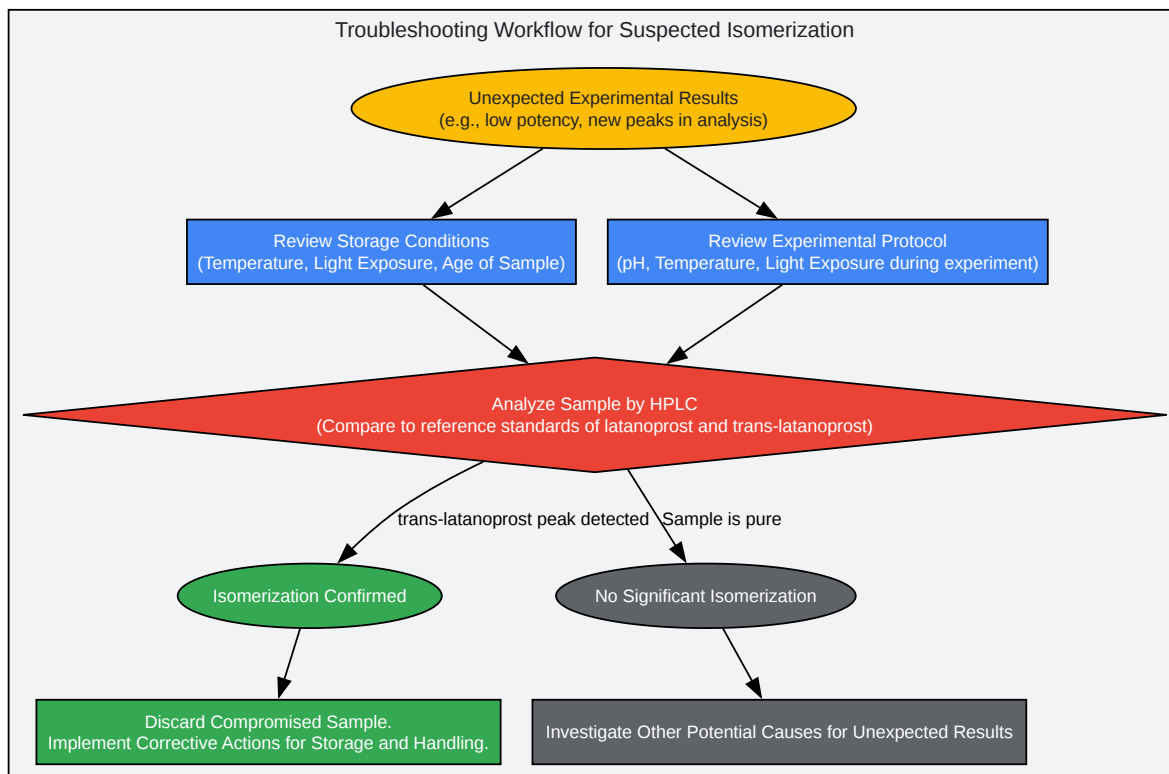 Troubleshooting Workflow for Suspected Isomerization
Unexpected Experimental Results
(e.g., low potency, new peaks in analysis)
Review Storage Conditions
(Temperature, Light Exposure, Age of Sample)
Review Experimental Protocol
(pH, Temperature, Light Exposure during experiment)
Analyze Sample by HPLC
(Compare to reference standards of latanoprost and trans-latanoprost)
trans-latanoprost peak detected
Sample is pure
Isomerization Confirmed
No Significant Isomerization
Discard Compromised Sample.
Implement Corrective Actions for Storage and Handling.
Investigate Other Potential Causes for Unexpected Results